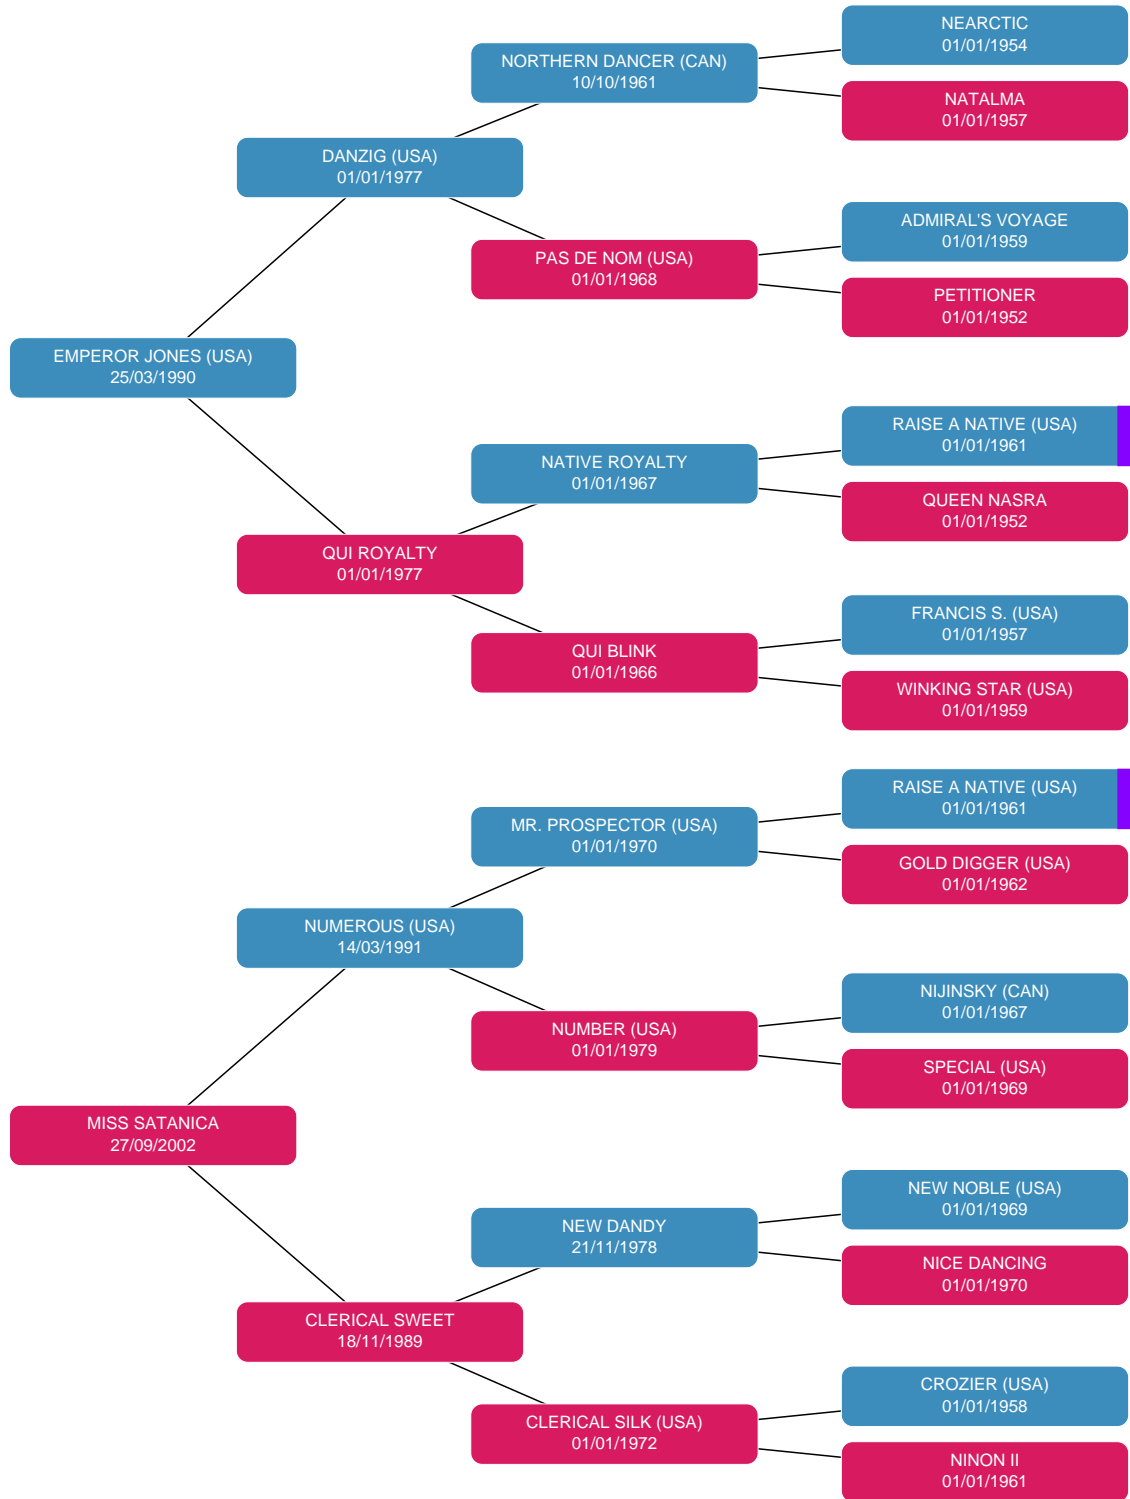 NEARCTIC
01/01/1954
NORTHERN DANCER (CAN)
10/10/1961
NATALMA
01/01/1957
DANZIG (USA)
01/01/1977
ADMIRAL'S VOYAGE
01/01/1959
PAS DE NOM (USA)
01/01/1968
PETITIONER
01/01/1952
EMPEROR JONES (USA)
25/03/1990
RAISE A NATIVE (USA)
01/01/1961
NATIVE ROYALTY
01/01/1967
QUEEN NASRA
01/01/1952
QUI ROYALTY
01/01/1977
FRANCIS S. (USA)
01/01/1957
QUI BLINK
01/01/1966
WINKING STAR (USA)
01/01/1959
RAISE A NATIVE (USA)
01/01/1961
MR. PROSPECTOR (USA)
01/01/1970
GOLD DIGGER (USA)
01/01/1962
NUMEROUS (USA)
14/03/1991
NIJINSKY (CAN)
01/01/1967
NUMBER (USA)
01/01/1979
SPECIAL (USA)
01/01/1969
MISS SATANICA
27/09/2002
NEW NOBLE (USA)
01/01/1969
NEW DANDY
21/11/1978
NICE DANCING
01/01/1970
CLERICAL SWEET
18/11/1989
CROZIER (USA)
01/01/1958
CLERICAL SILK (USA)
01/01/1972
NINON II
01/01/1961